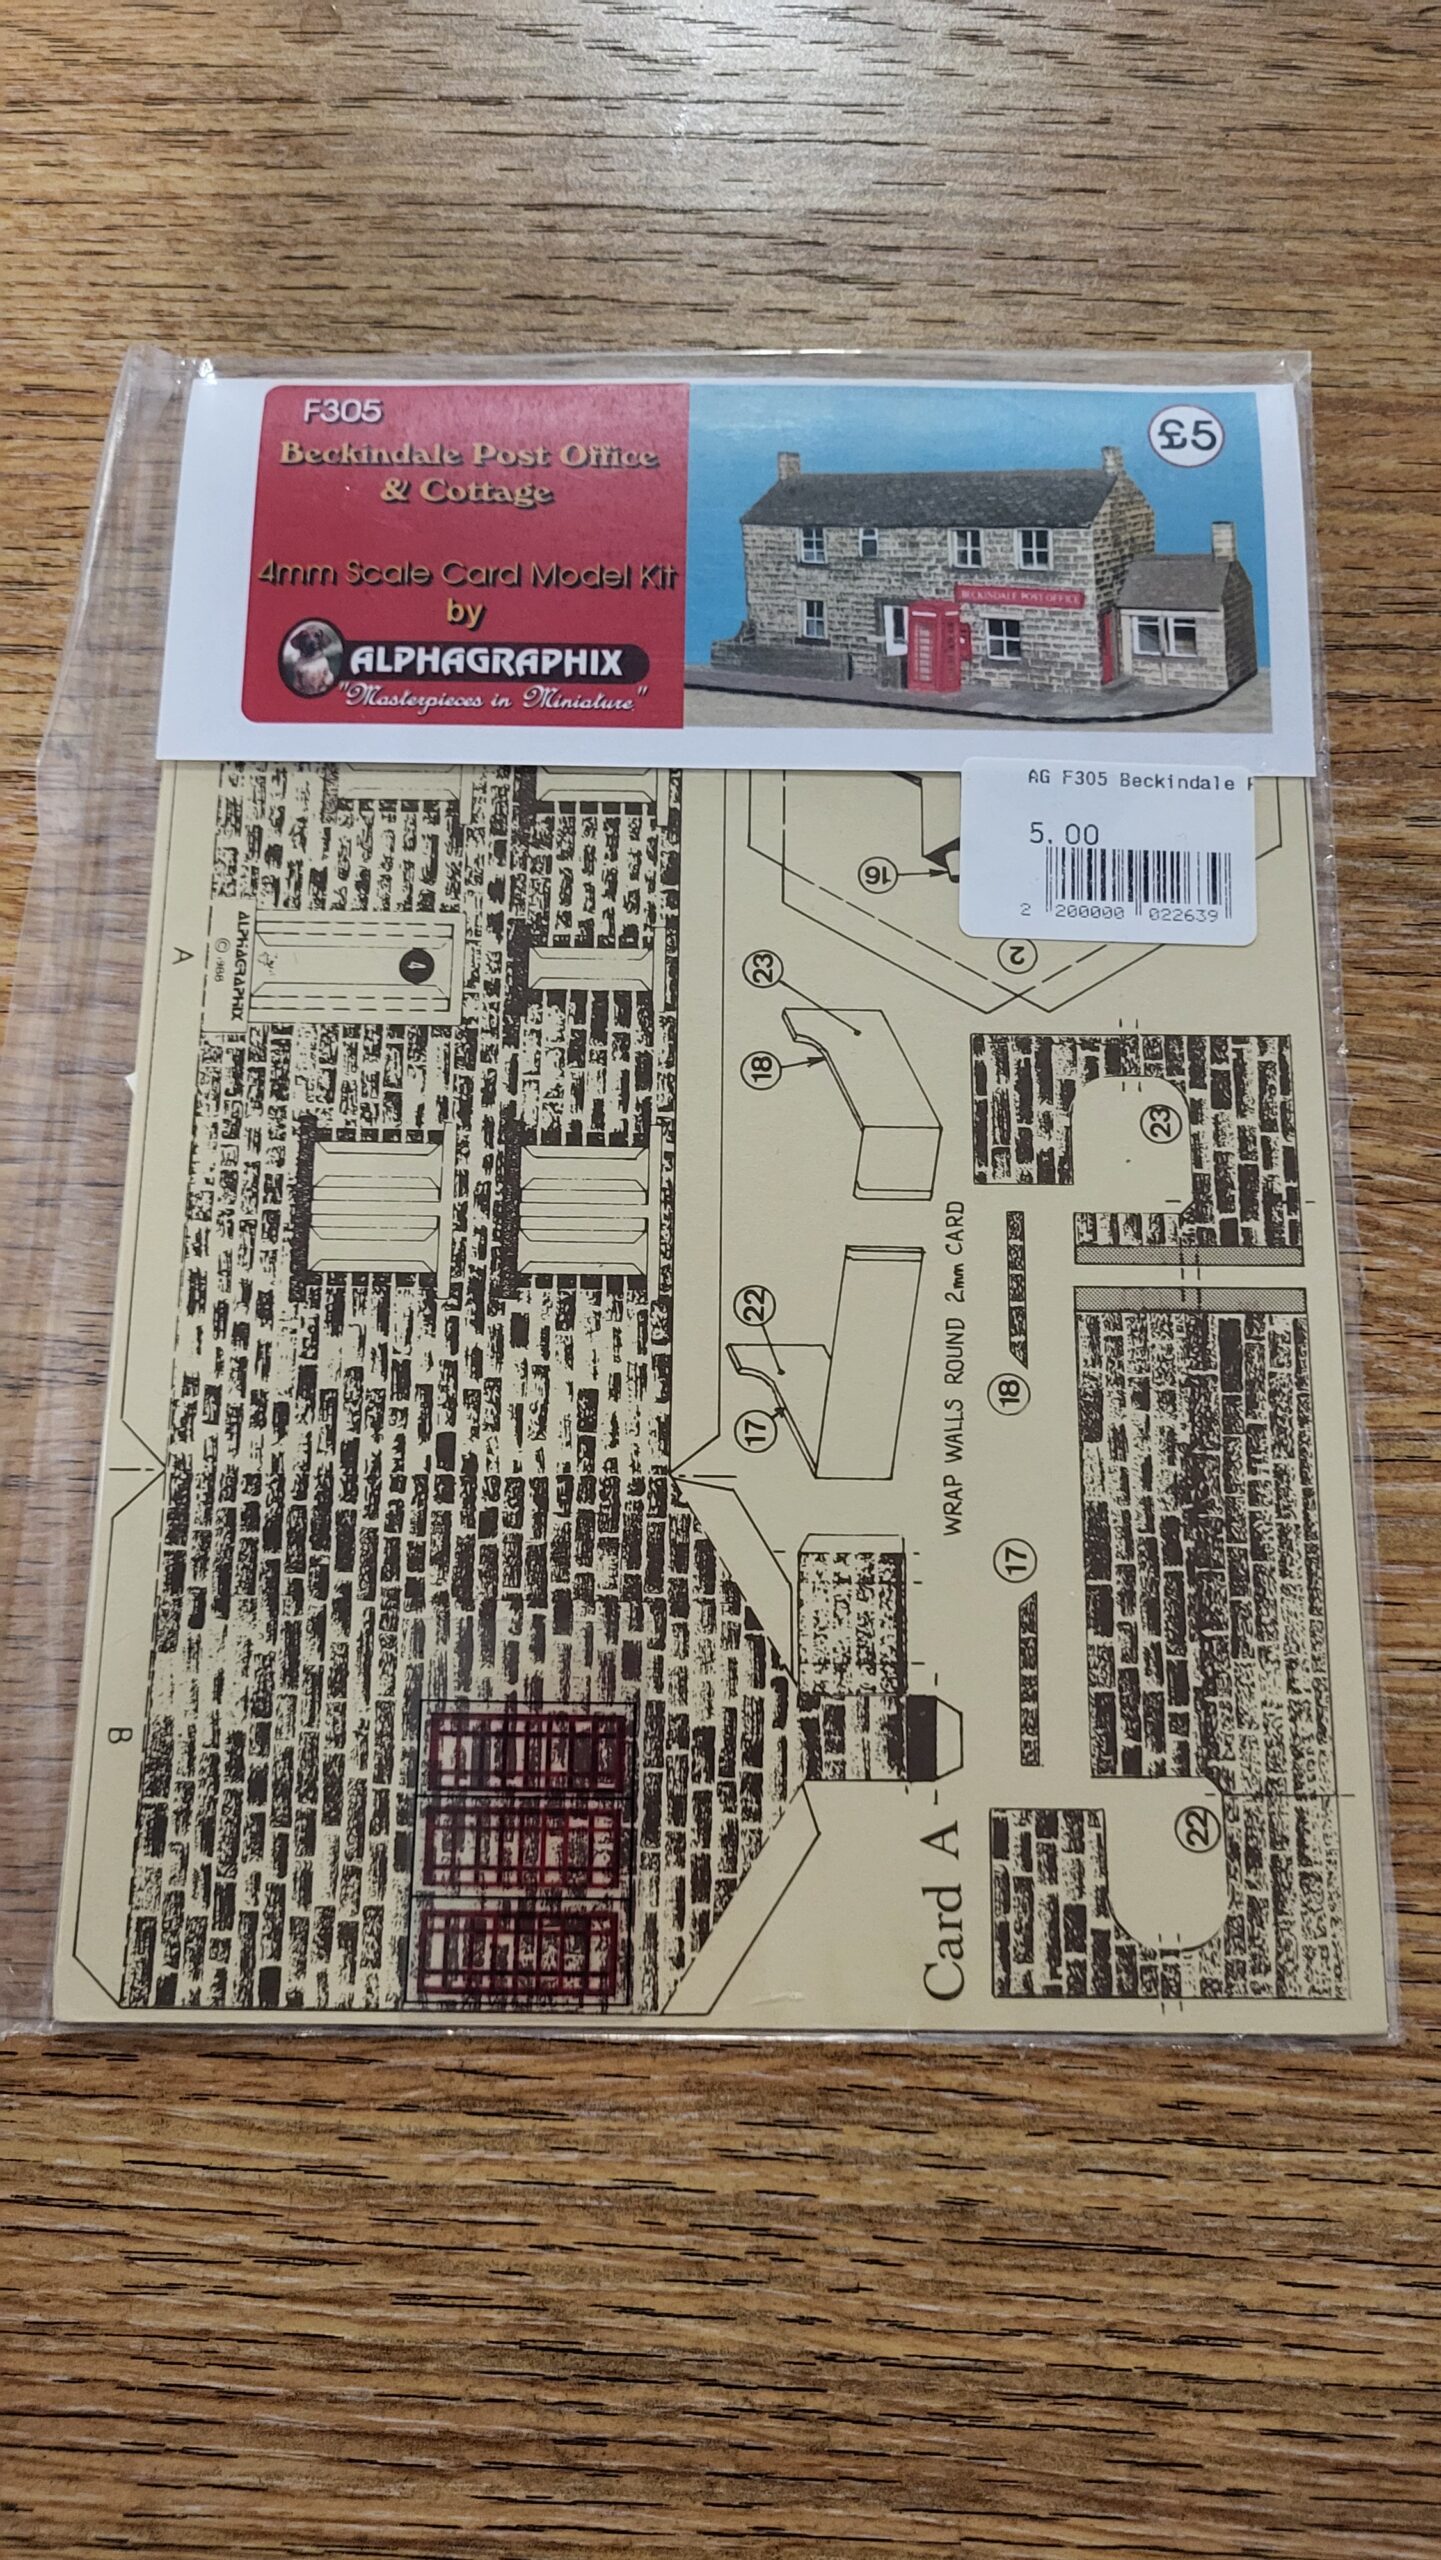 F305
Beckindale Post Office
& Cottage
4mm Scale Card Model Kit
by
ALPHAGRAPHIX
"Masterpieces in Miniature"
£5
BECKINDALE POST OFFICE
AG F305 Beckindale
5.00
2 200000 022639
16
2
A
ALPHAGRAPHIX
© 1988
4
23
18
23
22
17
WRAP WALLS ROUND 2mm CARD
18
17
B
Card A
22